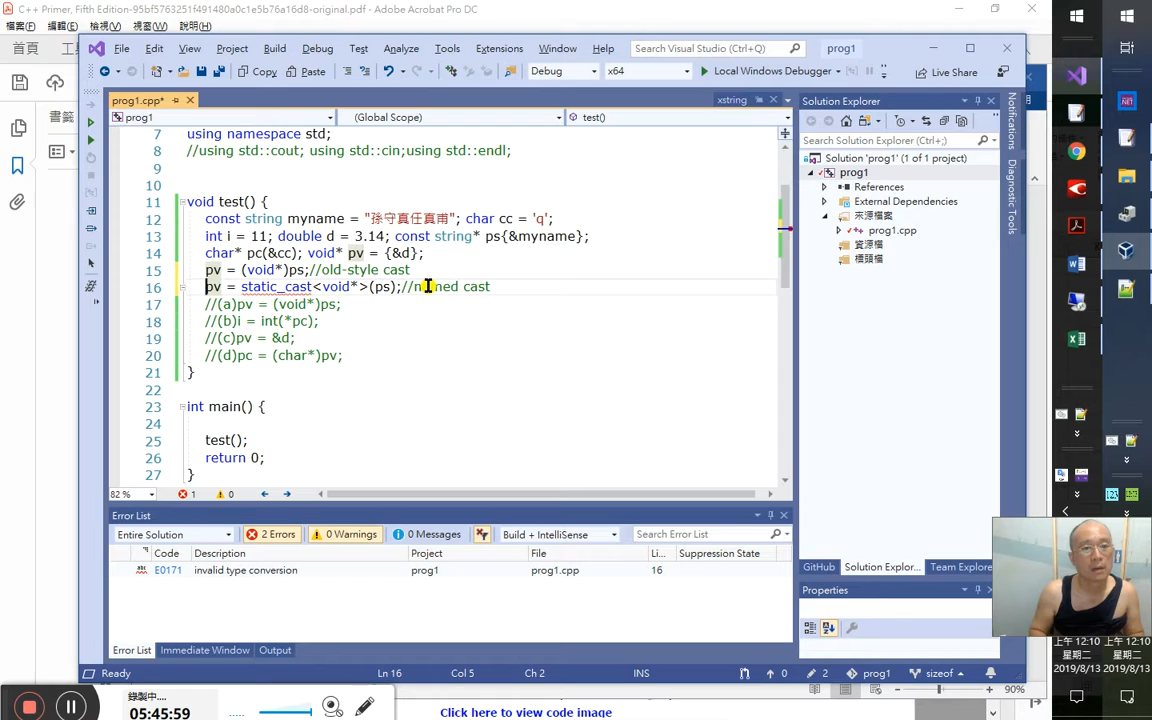 C++ Primer, Fifth Edition-95bf5753251f481980a0c1e5b76a16d8-original.pdf - Adobe Acrobat Pro DC
檔案(F) 編輯(E) 檢視(V) 視窗(W) 說明(H)
首頁
書籤
File Edit View Project Build Debug Test Analyze Tools Extensions Window Help Search Visual Studio (Ctrl+Q) prog1
Copy Paste Debug x64 Local Windows Debugger Live Share
prog1.cpp* xstring
prog1 (Global Scope) test()
7 using namespace std;
8 //using std::cout; using std::cin;using std::endl;
9
10
11 void test() {
12 const string myname = "孫守真任真甫"; char cc = 'q';
13 int i = 11; double d = 3.14; const string* ps{&myname};
14 char* pc(&cc); void* pv = {&d};
15 pv = (void*)ps;//old-style cast
16 pv = static_cast<void*>(ps);//named cast
17 //(a)pv = (void*)ps;
18 //(b)i = int(*pc);
19 //(c)pv = &d;
20 //(d)pc = (char*)pv;
21 }
22
23 int main() {
24
25 test();
26 return 0;
27 }
82 % 1 0
Error List
Entire Solution 2 Errors 0 Warnings 0 Messages Build + IntelliSense Search Error List
Code Description Project File Li... Suppression State
abc E0171 invalid type conversion prog1 prog1.cpp 16
Error List Immediate Window Output
Solution Explorer
Search Solution Explorer (Ctrl+;)
Solution 'prog1' (1 of 1 project)
prog1
References
External Dependencies
來源檔案
prog1.cpp
資源檔
標頭檔
GitHub Solution Explor... Team Explore
Properties
Notifications
Diagnostic Tools
Ready Ln 16 Col 5 Ch 2 INS 0 2 prog1 sizeof
90%
錄製中....
05:45:59
Click here to view code image
上午 12:10 上午 12:10
星期二 星期二
2019/8/13 2019/8/13